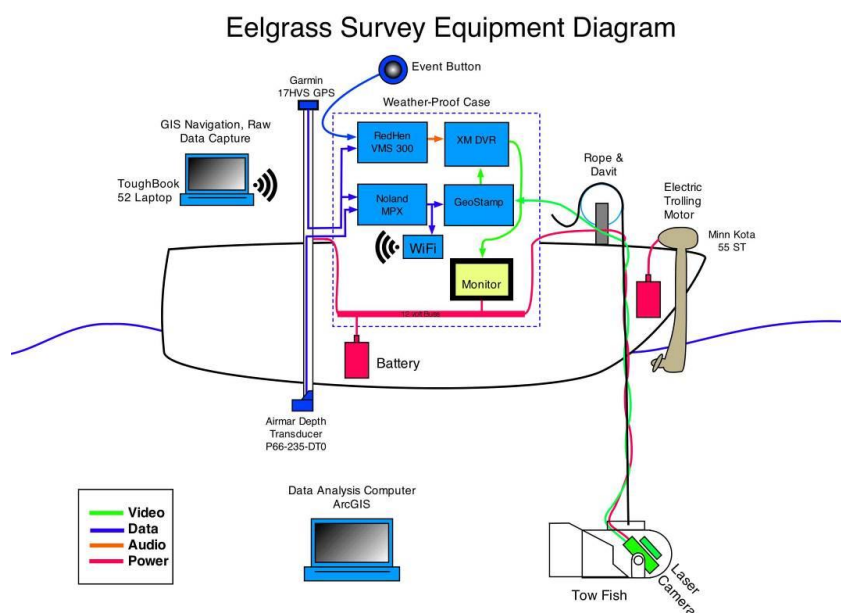 Eelgrass Survey Equipment Diagram
Event Button
Garmin
17HVS GPS
Weather-Proof Case
GIS Navigation, Raw
Data Capture
ToughBook
52 Laptop
RedHen
VMS 300
XM DVR
Noland
MPX
GeoStamp
WiFi
Monitor
Rope &
Davit
Electric
Trolling
Motor
Minn Kota
55 ST
12 volt Buss
Battery
Airmar Depth
Transducer
P66-235-DT0
Data Analysis Computer
ArcGIS
Video
Data
Audio
Power
Laser
Camera
Tow Fish